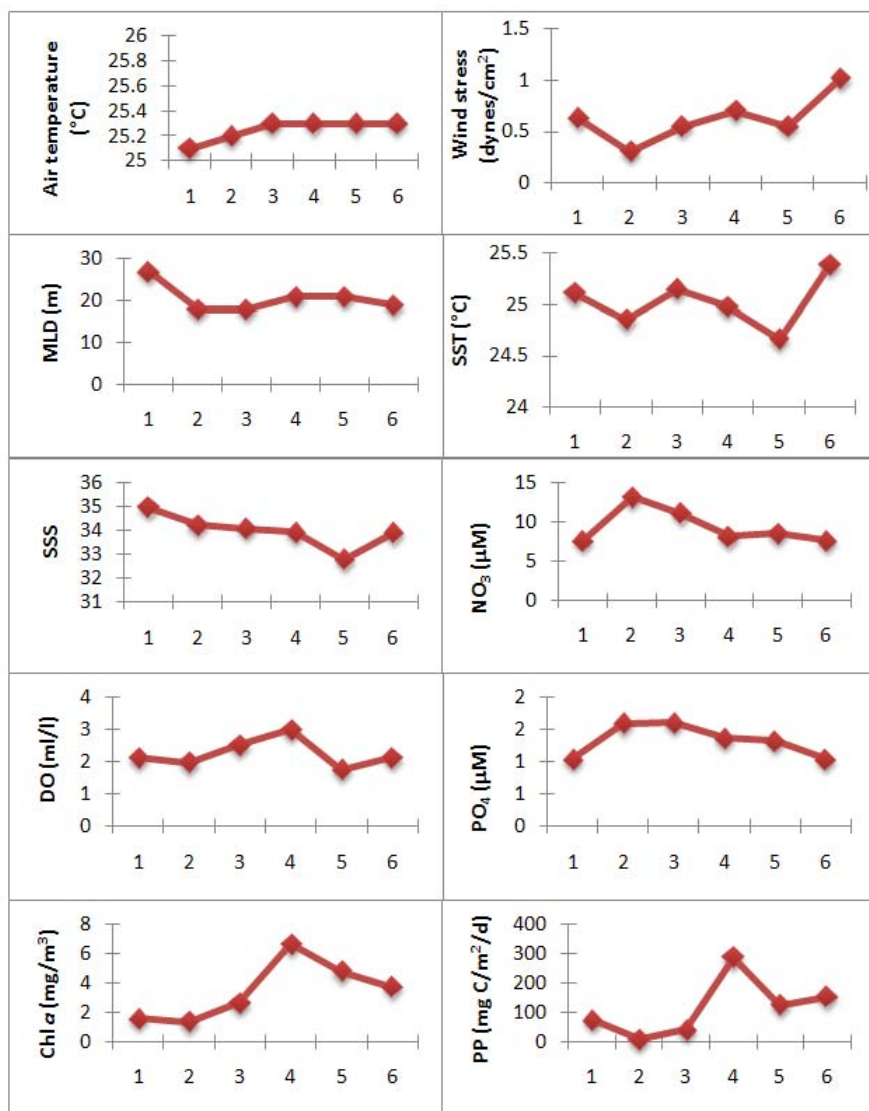 Air temperature
(°C)
26
25.8
25.6
25.4
25.2
25
1 2 3 4 5 6
Wind stress
(dynes/cm²)
1.5
1
0.5
0
1 2 3 4 5 6
MLD (m)
30
20
10
0
1 2 3 4 5 6
SST (°C)
25.5
25
24.5
24
1 2 3 4 5 6
SSS
36
35
34
33
32
31
1 2 3 4 5 6
NO₃ (µM)
15
10
5
0
1 2 3 4 5 6
DO (ml/l)
4
3
2
1
0
1 2 3 4 5 6
PO₄ (µM)
2
2
1
1
0
1 2 3 4 5 6
Chl a (mg/m³)
8
6
4
2
0
1 2 3 4 5 6
PP (mg C/m²/d)
400
300
200
100
0
1 2 3 4 5 6